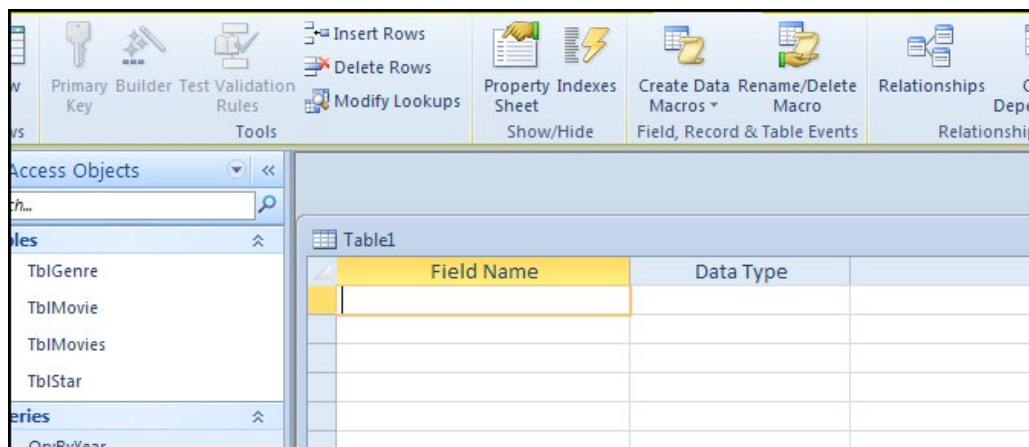 Insert Rows
Delete Rows
Modify Lookups
Primary Key
Builder
Test Validation Rules
Property Sheet
Indexes
Create Data Macros
Rename/Delete Macro
Relationships
Tools
Show/Hide
Field, Record & Table Events
Access Objects
Table1
TblGenre
TblMovie
TblMovies
TblStar
Field Name
Data Type